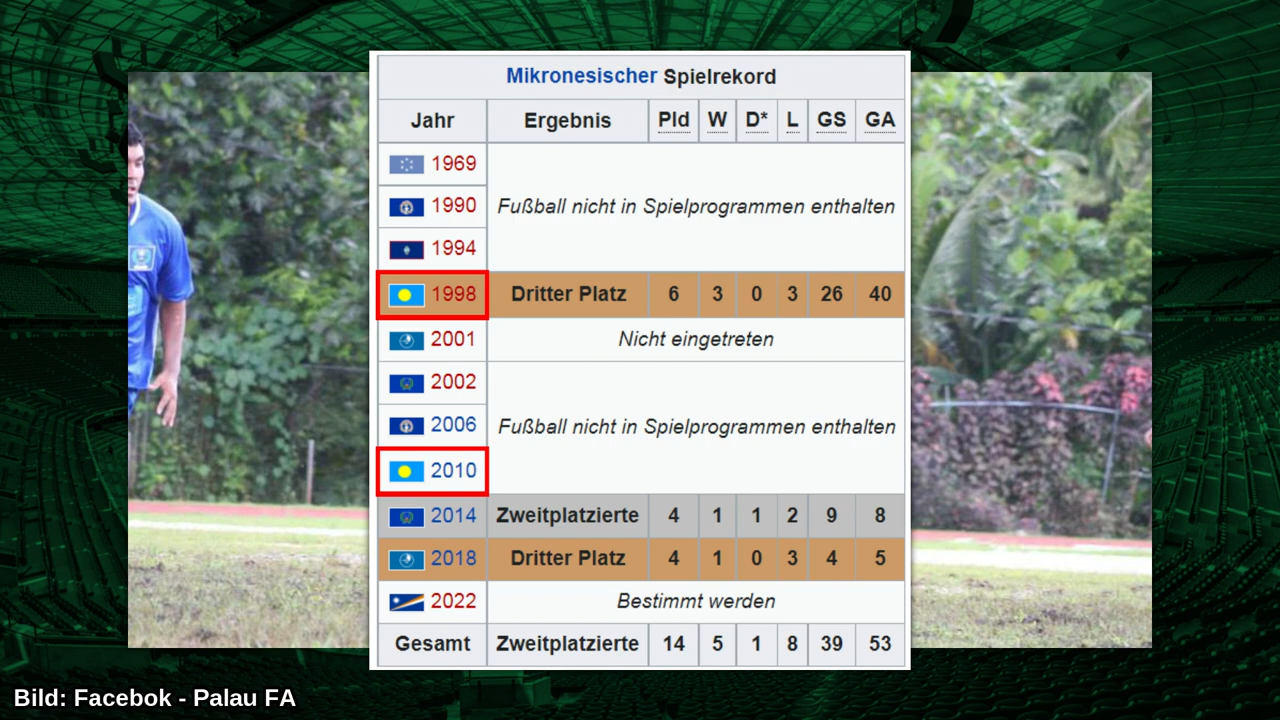 Mikronesischer Spielrekord
Jahr Ergebnis Pld W D* L GS GA
1969
1990 Fußball nicht in Spielprogrammen enthalten
1994
1998 Dritter Platz 6 3 0 3 26 40
2001 Nicht eingetreten
2002
2006 Fußball nicht in Spielprogrammen enthalten
2010
2014 Zweitplatzierte 4 1 1 2 9 8
2018 Dritter Platz 4 1 0 3 4 5
2022 Bestimmt werden
Gesamt Zweitplatzierte 14 5 1 8 39 53
Bild: Facebok - Palau FA